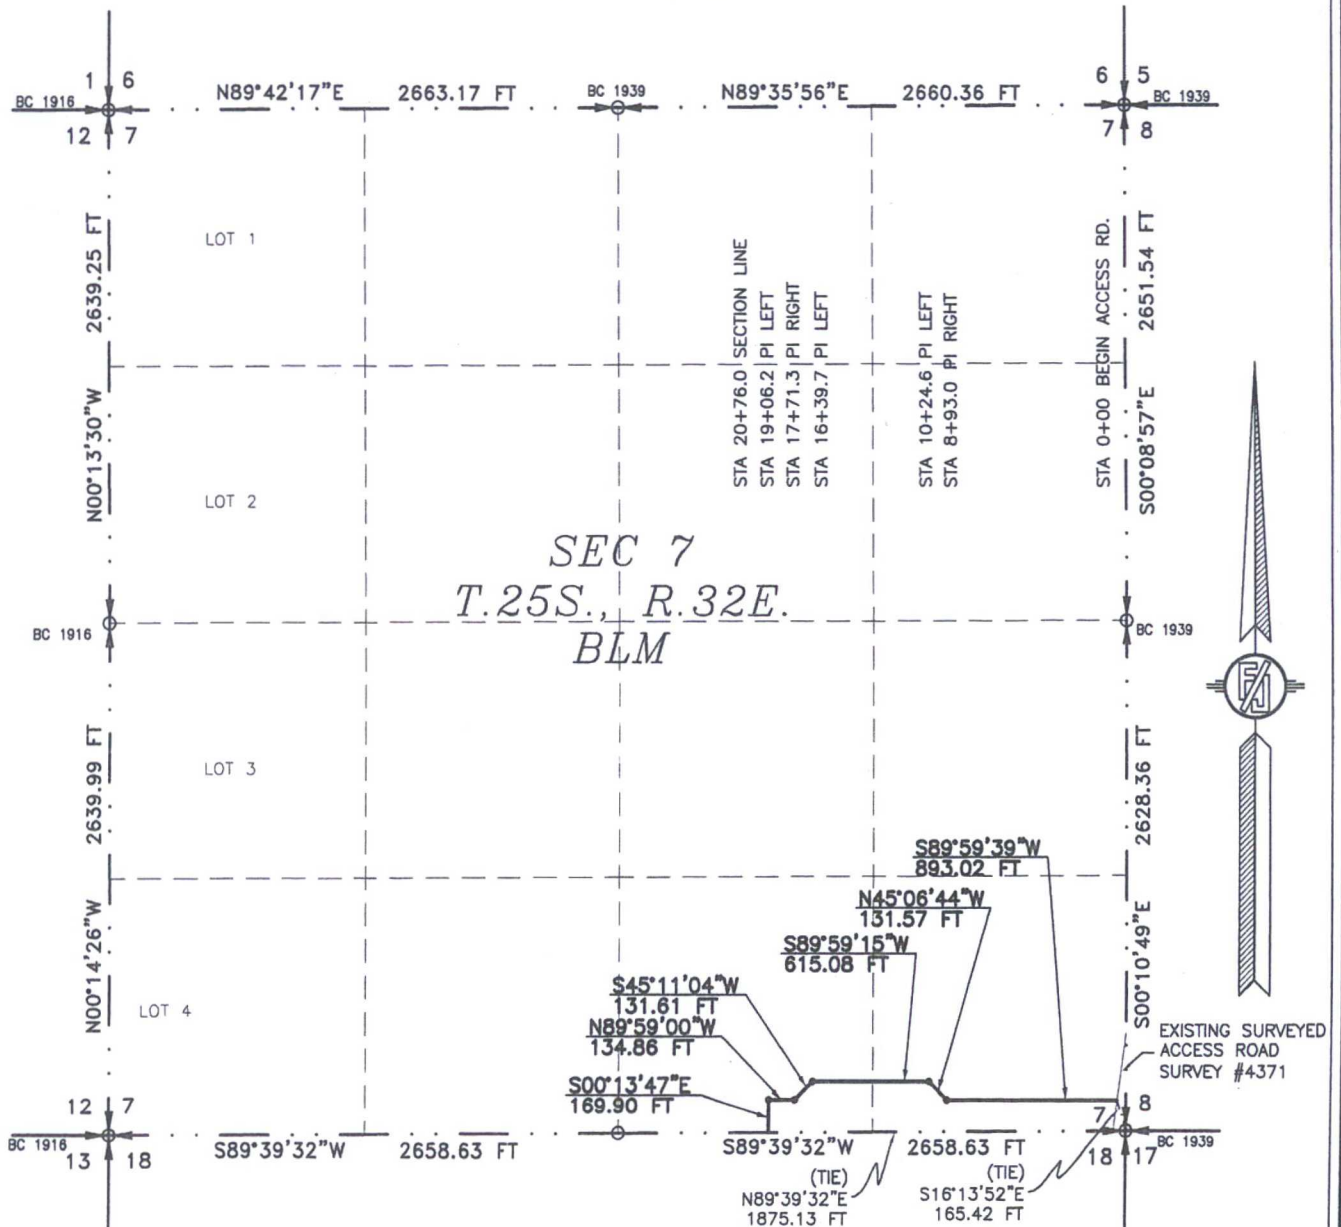 1 6
BC 1916
12 7
N89°42'17"E 2663.17 FT
BC 1939
N89°35'56"E 2660.36 FT
6 5
BC 1939
7 8
N00°13'30"W 2639.25 FT
LOT 1
STA 20+76.0 SECTION LINE
STA 19+06.2 PI LEFT
STA 17+71.3 PI RIGHT
STA 16+39.7 PI LEFT
STA 10+24.6 PI LEFT
STA 8+93.0 PI RIGHT
STA 0+00 BEGIN ACCESS RD.
S00°08'57"E 2651.54 FT
LOT 2
SEC 7
T.25S., R.32E.
BLM
BC 1916
BC 1939
N00°14'26"W 2639.99 FT
LOT 3
S00°10'49"E 2628.36 FT
S89°59'39"W
893.02 FT
N45°06'44"W
131.57 FT
S89°59'15"W
615.08 FT
S45°11'04"W
131.61 FT
N89°59'00"W
134.86 FT
S00°13'47"E
169.90 FT
LOT 4
EXISTING SURVEYED
ACCESS ROAD
SURVEY #4371
12 7
BC 1916
13 18
S89°39'32"W 2658.63 FT
S89°39'32"W 2658.63 FT
7 8
BC 1939
18 17
(TIE)
N89°39'32"E
1875.13 FT
(TIE)
S16°13'52"E
165.42 FT